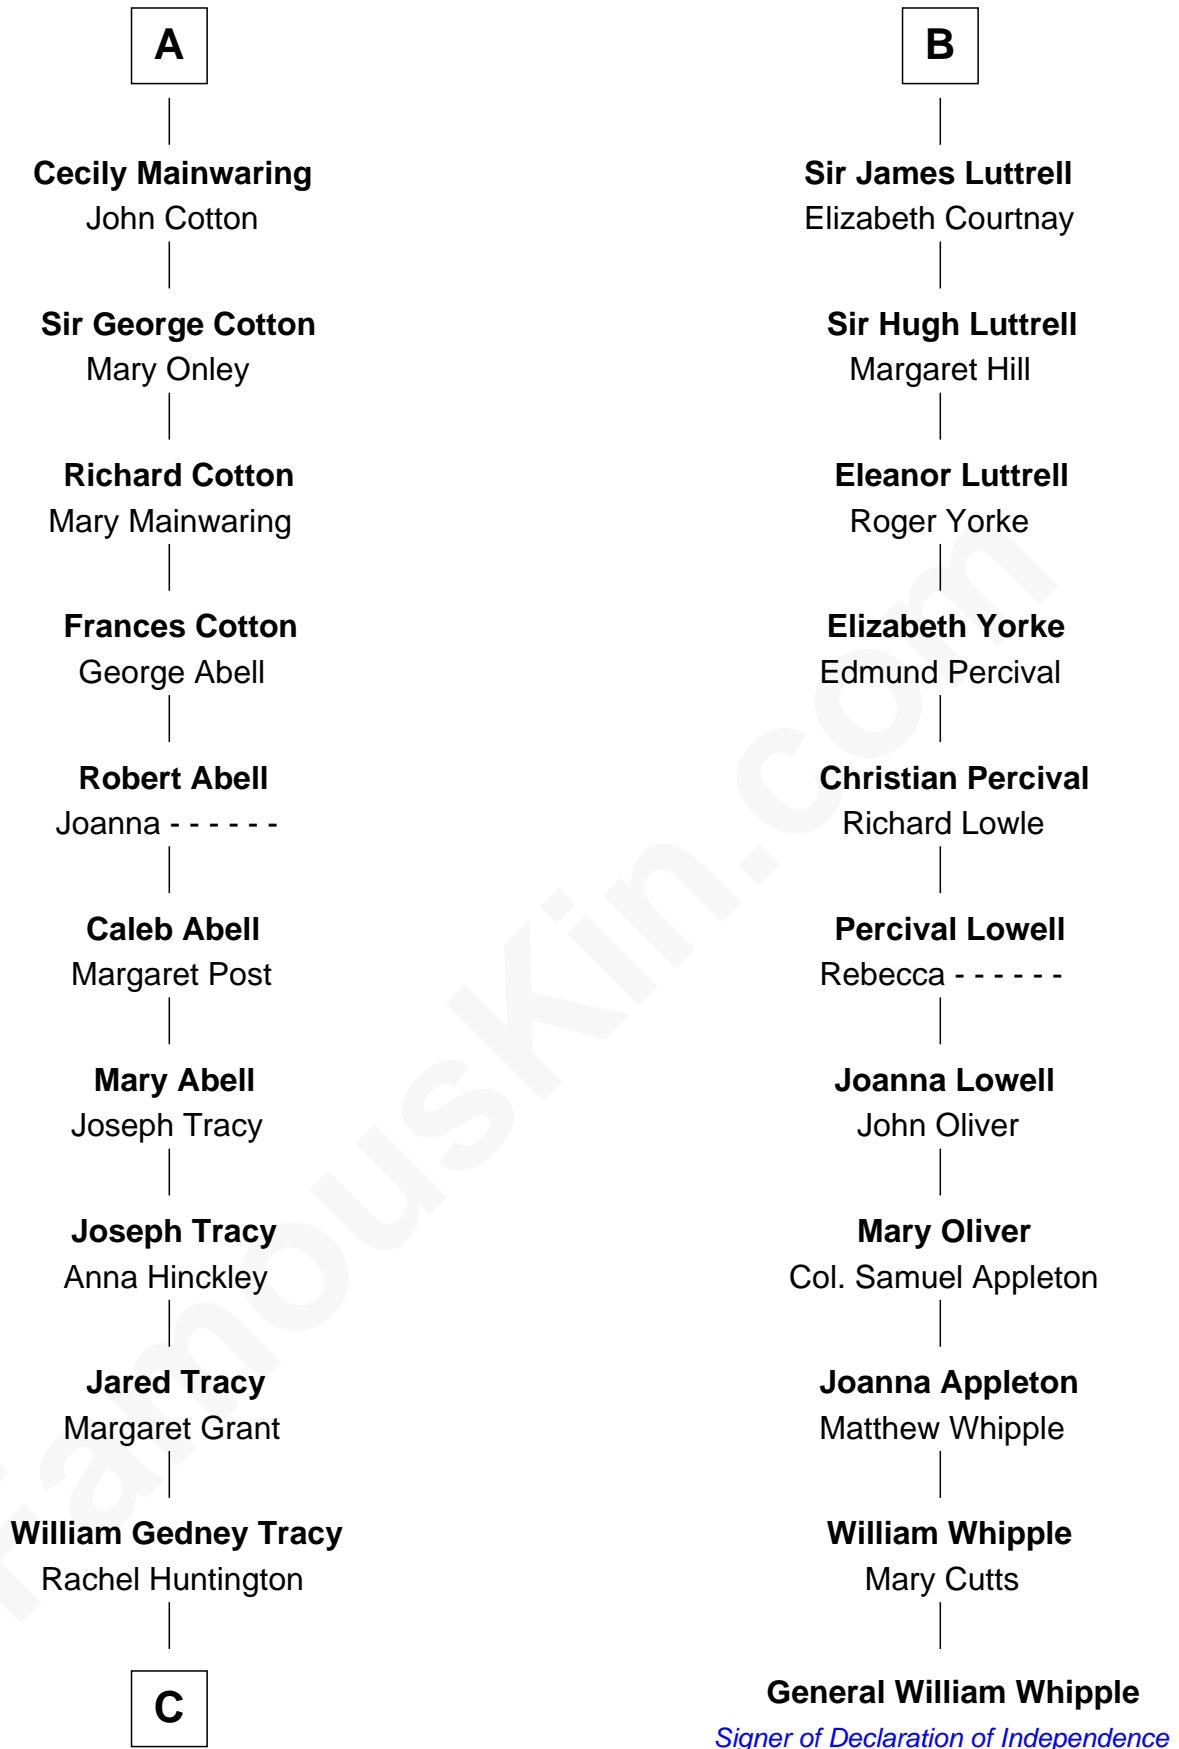 A
Cecily Mainwaring
John Cotton
Sir George Cotton
Mary Onley
Richard Cotton
Mary Mainwaring
Frances Cotton
George Abell
Robert Abell
Joanna - - - - - -
Caleb Abell
Margaret Post
Mary Abell
Joseph Tracy
Joseph Tracy
Anna Hinckley
Jared Tracy
Margaret Grant
William Gedney Tracy
Rachel Huntington
C
B
Sir James Luttrell
Elizabeth Courtnay
Sir Hugh Luttrell
Margaret Hill
Eleanor Luttrell
Roger Yorke
Elizabeth Yorke
Edmund Percival
Christian Percival
Richard Lowle
Percival Lowell
Rebecca - - - - - -
Joanna Lowell
John Oliver
Mary Oliver
Col. Samuel Appleton
Joanna Appleton
Matthew Whipple
William Whipple
Mary Cutts
General William Whipple
Signer of Declaration of Independence
FamousKin.com